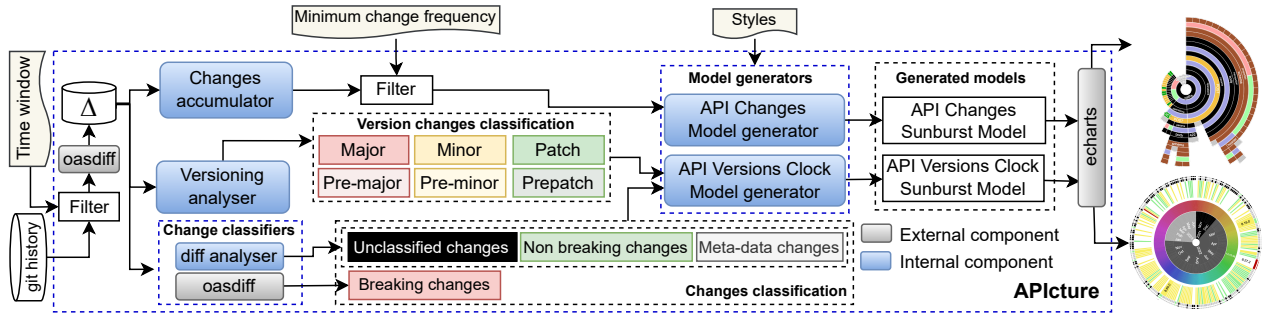 Minimum change frequency
Styles
Time window
Δ
oasdiff
Filter
git history
Changes
accumulator
Filter
Versioning
analyser
Version changes classification
Major
Minor
Patch
Pre-major
Pre-minor
Prepatch
Change classifiers
diff analyser
oasdiff
Unclassified changes
Non breaking changes
Meta-data changes
Breaking changes
Changes classification
Model generators
API Changes
Model generator
API Versions Clock
Model generator
Generated models
API Changes
Sunburst Model
API Versions Clock
Sunburst Model
echarts
External component
Internal component
APIcture